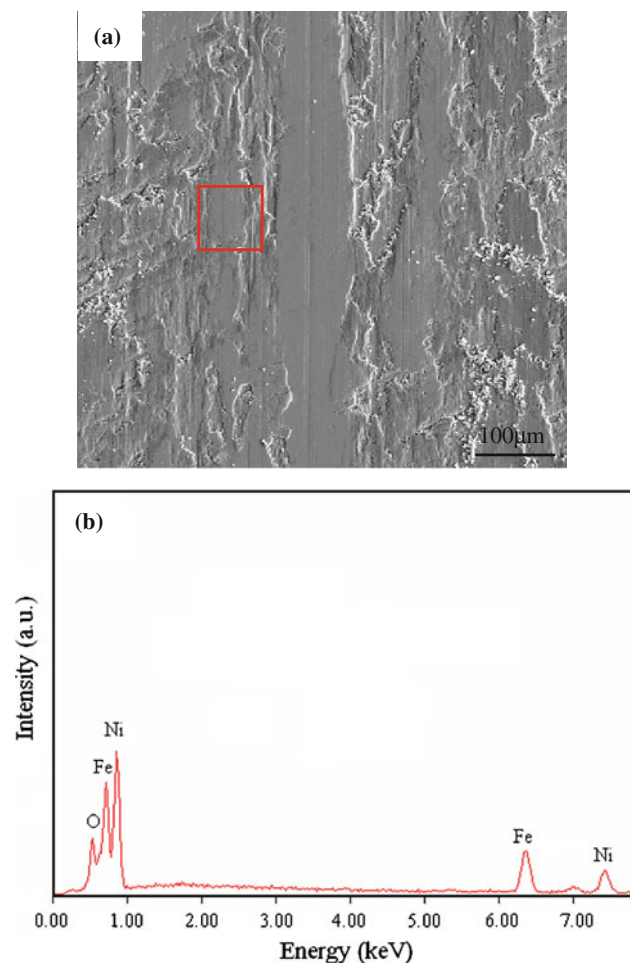 (a)
100μm
(b)
Intensity (a.u.)
Ni
Fe
O
Fe
Ni
0.00 1.00 2.00 3.00 4.00 5.00 6.00 7.00
Energy (keV)